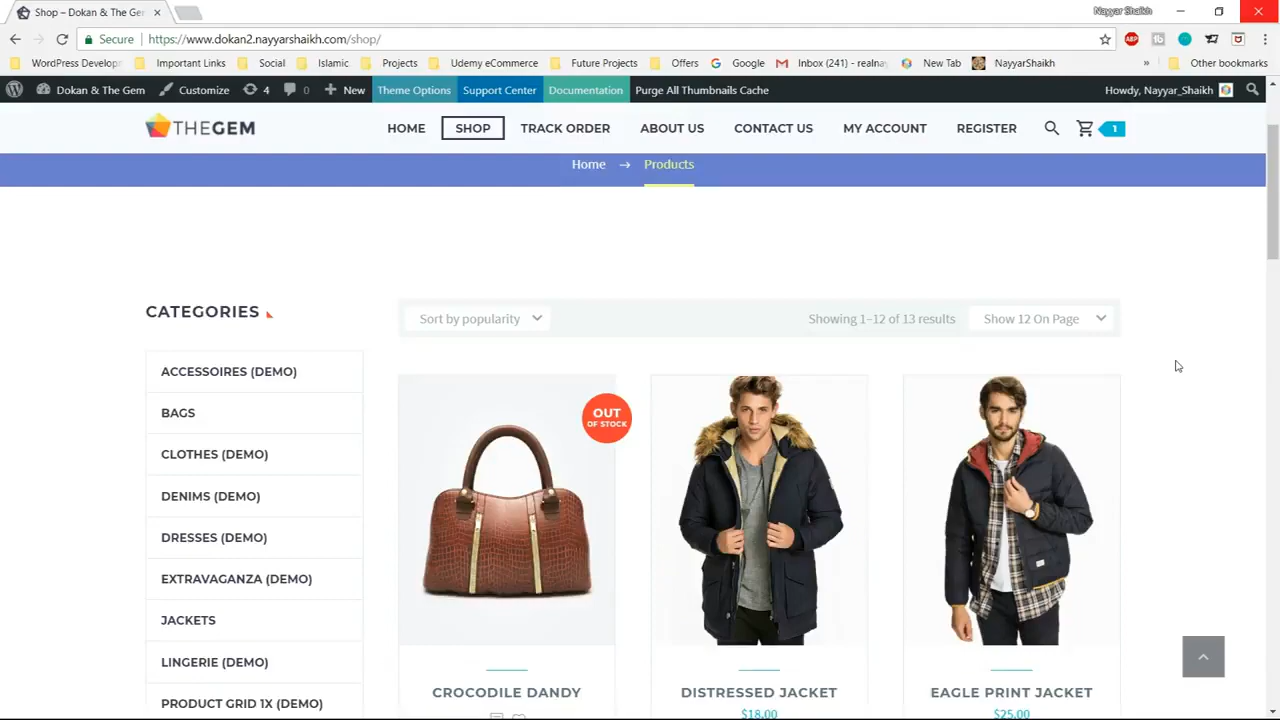 Shop – Dokan & The Ge
Nayyar Shaikh
Secure https://www.dokan2.nayyarshaikh.com/shop/
ABP
WordPress Develop Important Links Social Islamic Projects Udemy eCommerce Future Projects Offers Google Inbox (241) - realna New Tab NayyarShaikh » Other bookmarks
Dokan & The Gem Customize 4 0 New Theme Options Support Center Documentation Purge All Thumbnails Cache Howdy, Nayyar_Shaikh
THEGEM HOME SHOP TRACK ORDER ABOUT US CONTACT US MY ACCOUNT REGISTER 1
Home → Products
CATEGORIES
Sort by popularity Showing 1–12 of 13 results Show 12 On Page
ACCESSOIRES (DEMO)
BAGS
CLOTHES (DEMO)
DENIMS (DEMO)
DRESSES (DEMO)
EXTRAVAGANZA (DEMO)
JACKETS
LINGERIE (DEMO)
PRODUCT GRID 1X (DEMO)
OUT
OF STOCK
CROCODILE DANDY DISTRESSED JACKET EAGLE PRINT JACKET
$18.00 $25.00